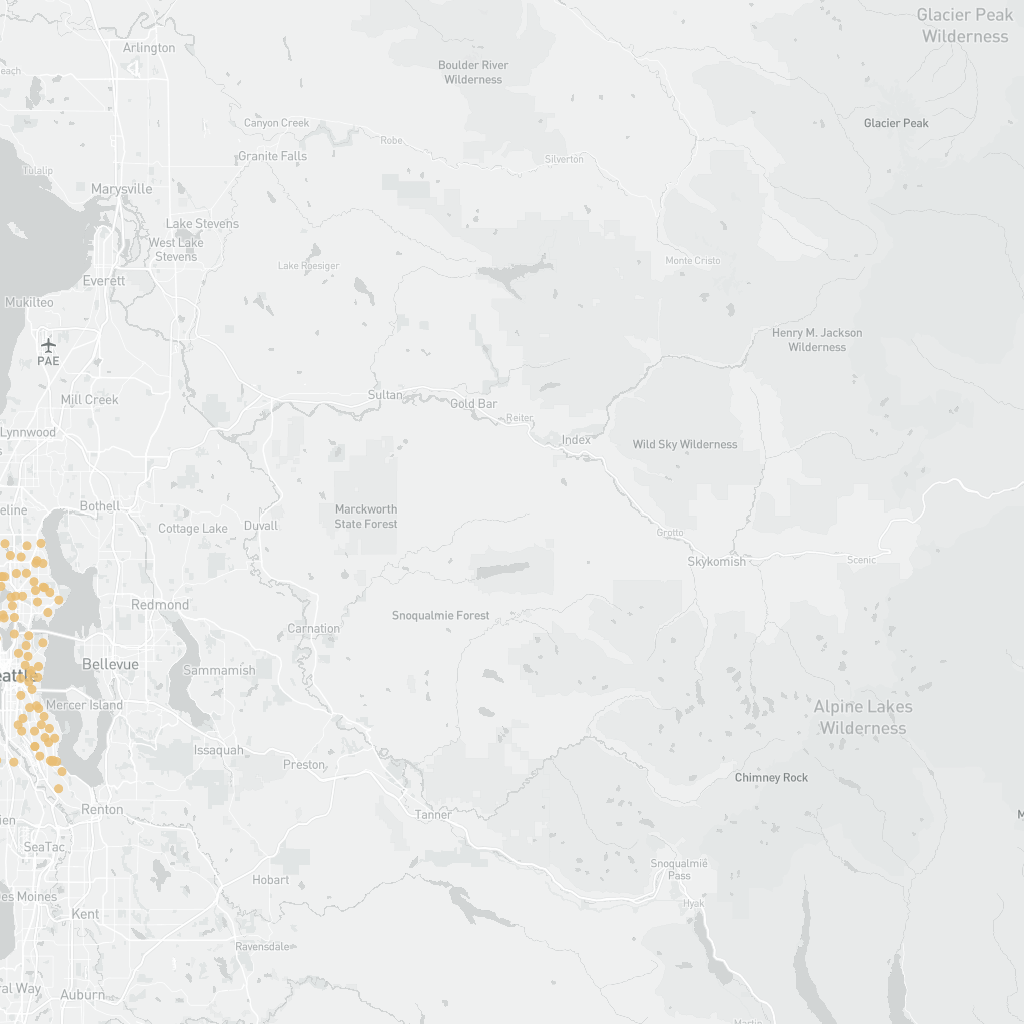 Glacier Peak
Wilderness
Arlington
Boulder River
Wilderness
each
Canyon Creek
Glacier Peak
Robe
Granite Falls
Silverton
Tulalip
Marysville
Lake Stevens
West Lake
Stevens
Monte Cristo
Lake Roesiger
Everett
Mukilteo
Henry M. Jackson
Wilderness
PAE
Sultan
Mill Creek
Gold Bar
Reiter
Lynnwood
Index
Wild Sky Wilderness
s
Bothell
eline
Marckworth
State Forest
Cottage Lake
Duvall
Grotto
Skykomish
Scenic
Redmond
Snoqualmie Forest
Carnation
Bellevue
Sammamish
eattle
Mercer Island
Alpine Lakes
Wilderness
Issaquah
Preston
Chimney Rock
Renton
Tanner
M
ien
SeaTac
Snoqualmie
Pass
Hobart
es Moines
Hyak
Kent
Ravensdale
ral Way
Auburn
Martin